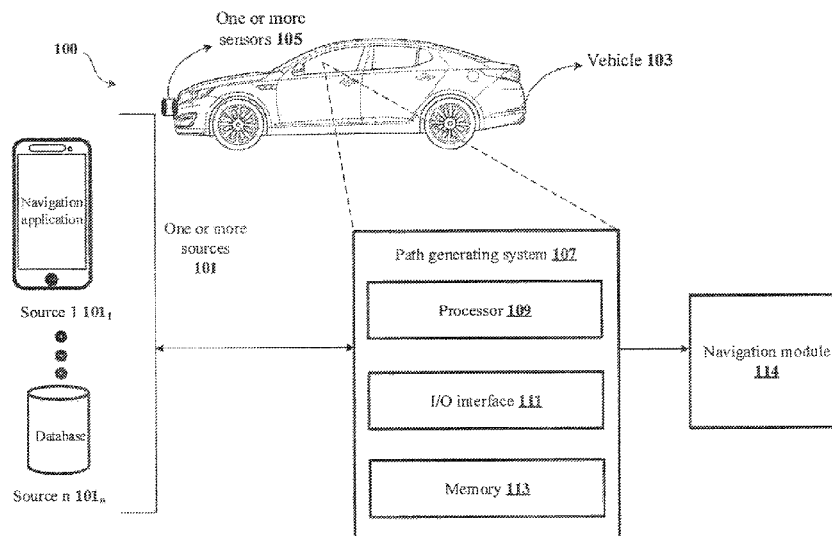 One or more
sensors 105
100
Vehicle 103
Navigation
application
One or more
sources
101
Source 1 101₁
Database
Source n 101ₙ
Path generating system 107
Processor 109
I/O interface 111
Memory 113
Navigation module
114